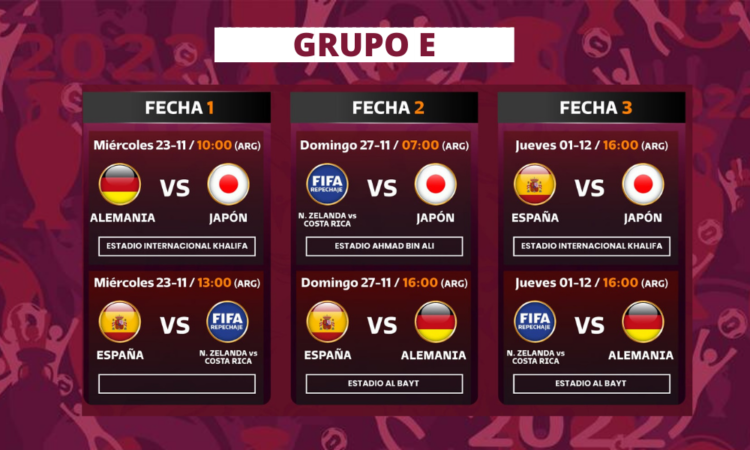 GRUPO E
FECHA 1
Miércoles 23-11 / 10:00 (ARG)
VS
ALEMANIA
JAPÓN
ESTADIO INTERNACIONAL KHALIFA
Miércoles 23-11 / 13:00 (ARG)
FIFA
REPECHAJE
VS
ESPAÑA
N. ZELANDA vs
COSTA RICA
FECHA 2
Domingo 27-11 / 07:00 (ARG)
FIFA
REPECHAJE
VS
N. ZELANDA vs
COSTA RICA
JAPÓN
ESTADIO AHMAD BIN ALI
Domingo 27-11 / 16:00 (ARG)
VS
ESPAÑA
ALEMANIA
ESTADIO AL BAYT
FECHA 3
Jueves 01-12 / 16:00 (ARG)
VS
ESPAÑA
JAPÓN
ESTADIO INTERNACIONAL KHALIFA
Jueves 01-12 / 16:00 (ARG)
FIFA
REPECHAJE
VS
N. ZELANDA vs
COSTA RICA
ALEMANIA
ESTADIO AL BAYT
2022
2022